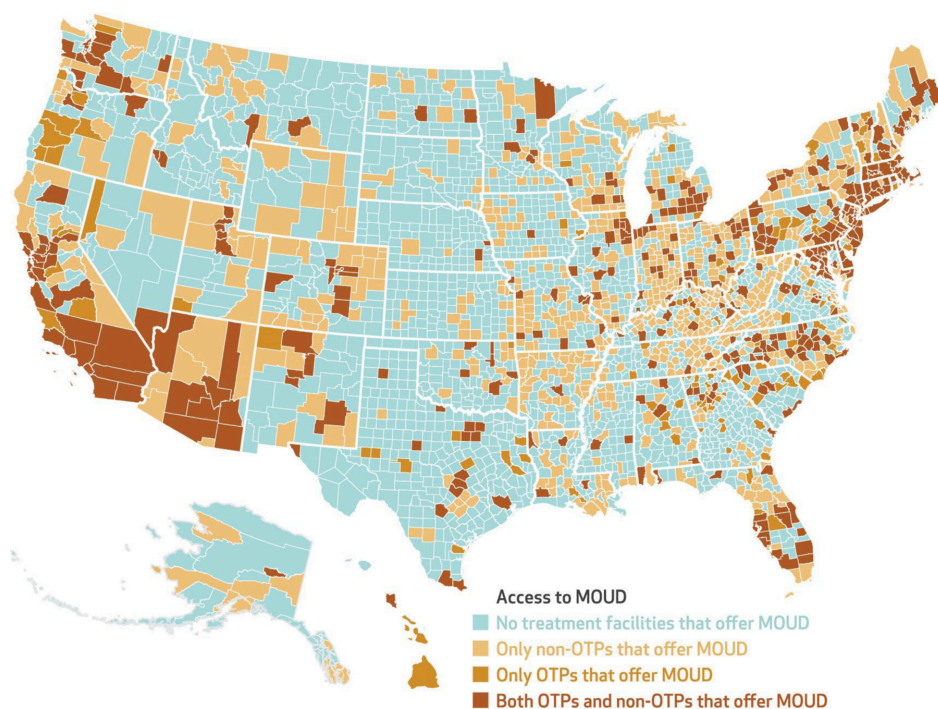 Access to MOUD
No treatment facilities that offer MOUD
Only non-OTPs that offer MOUD
Only OTPs that offer MOUD
Both OTPs and non-OTPs that offer MOUD